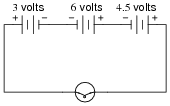 3 volts 6 volts 4.5 volts
+ − − + + −